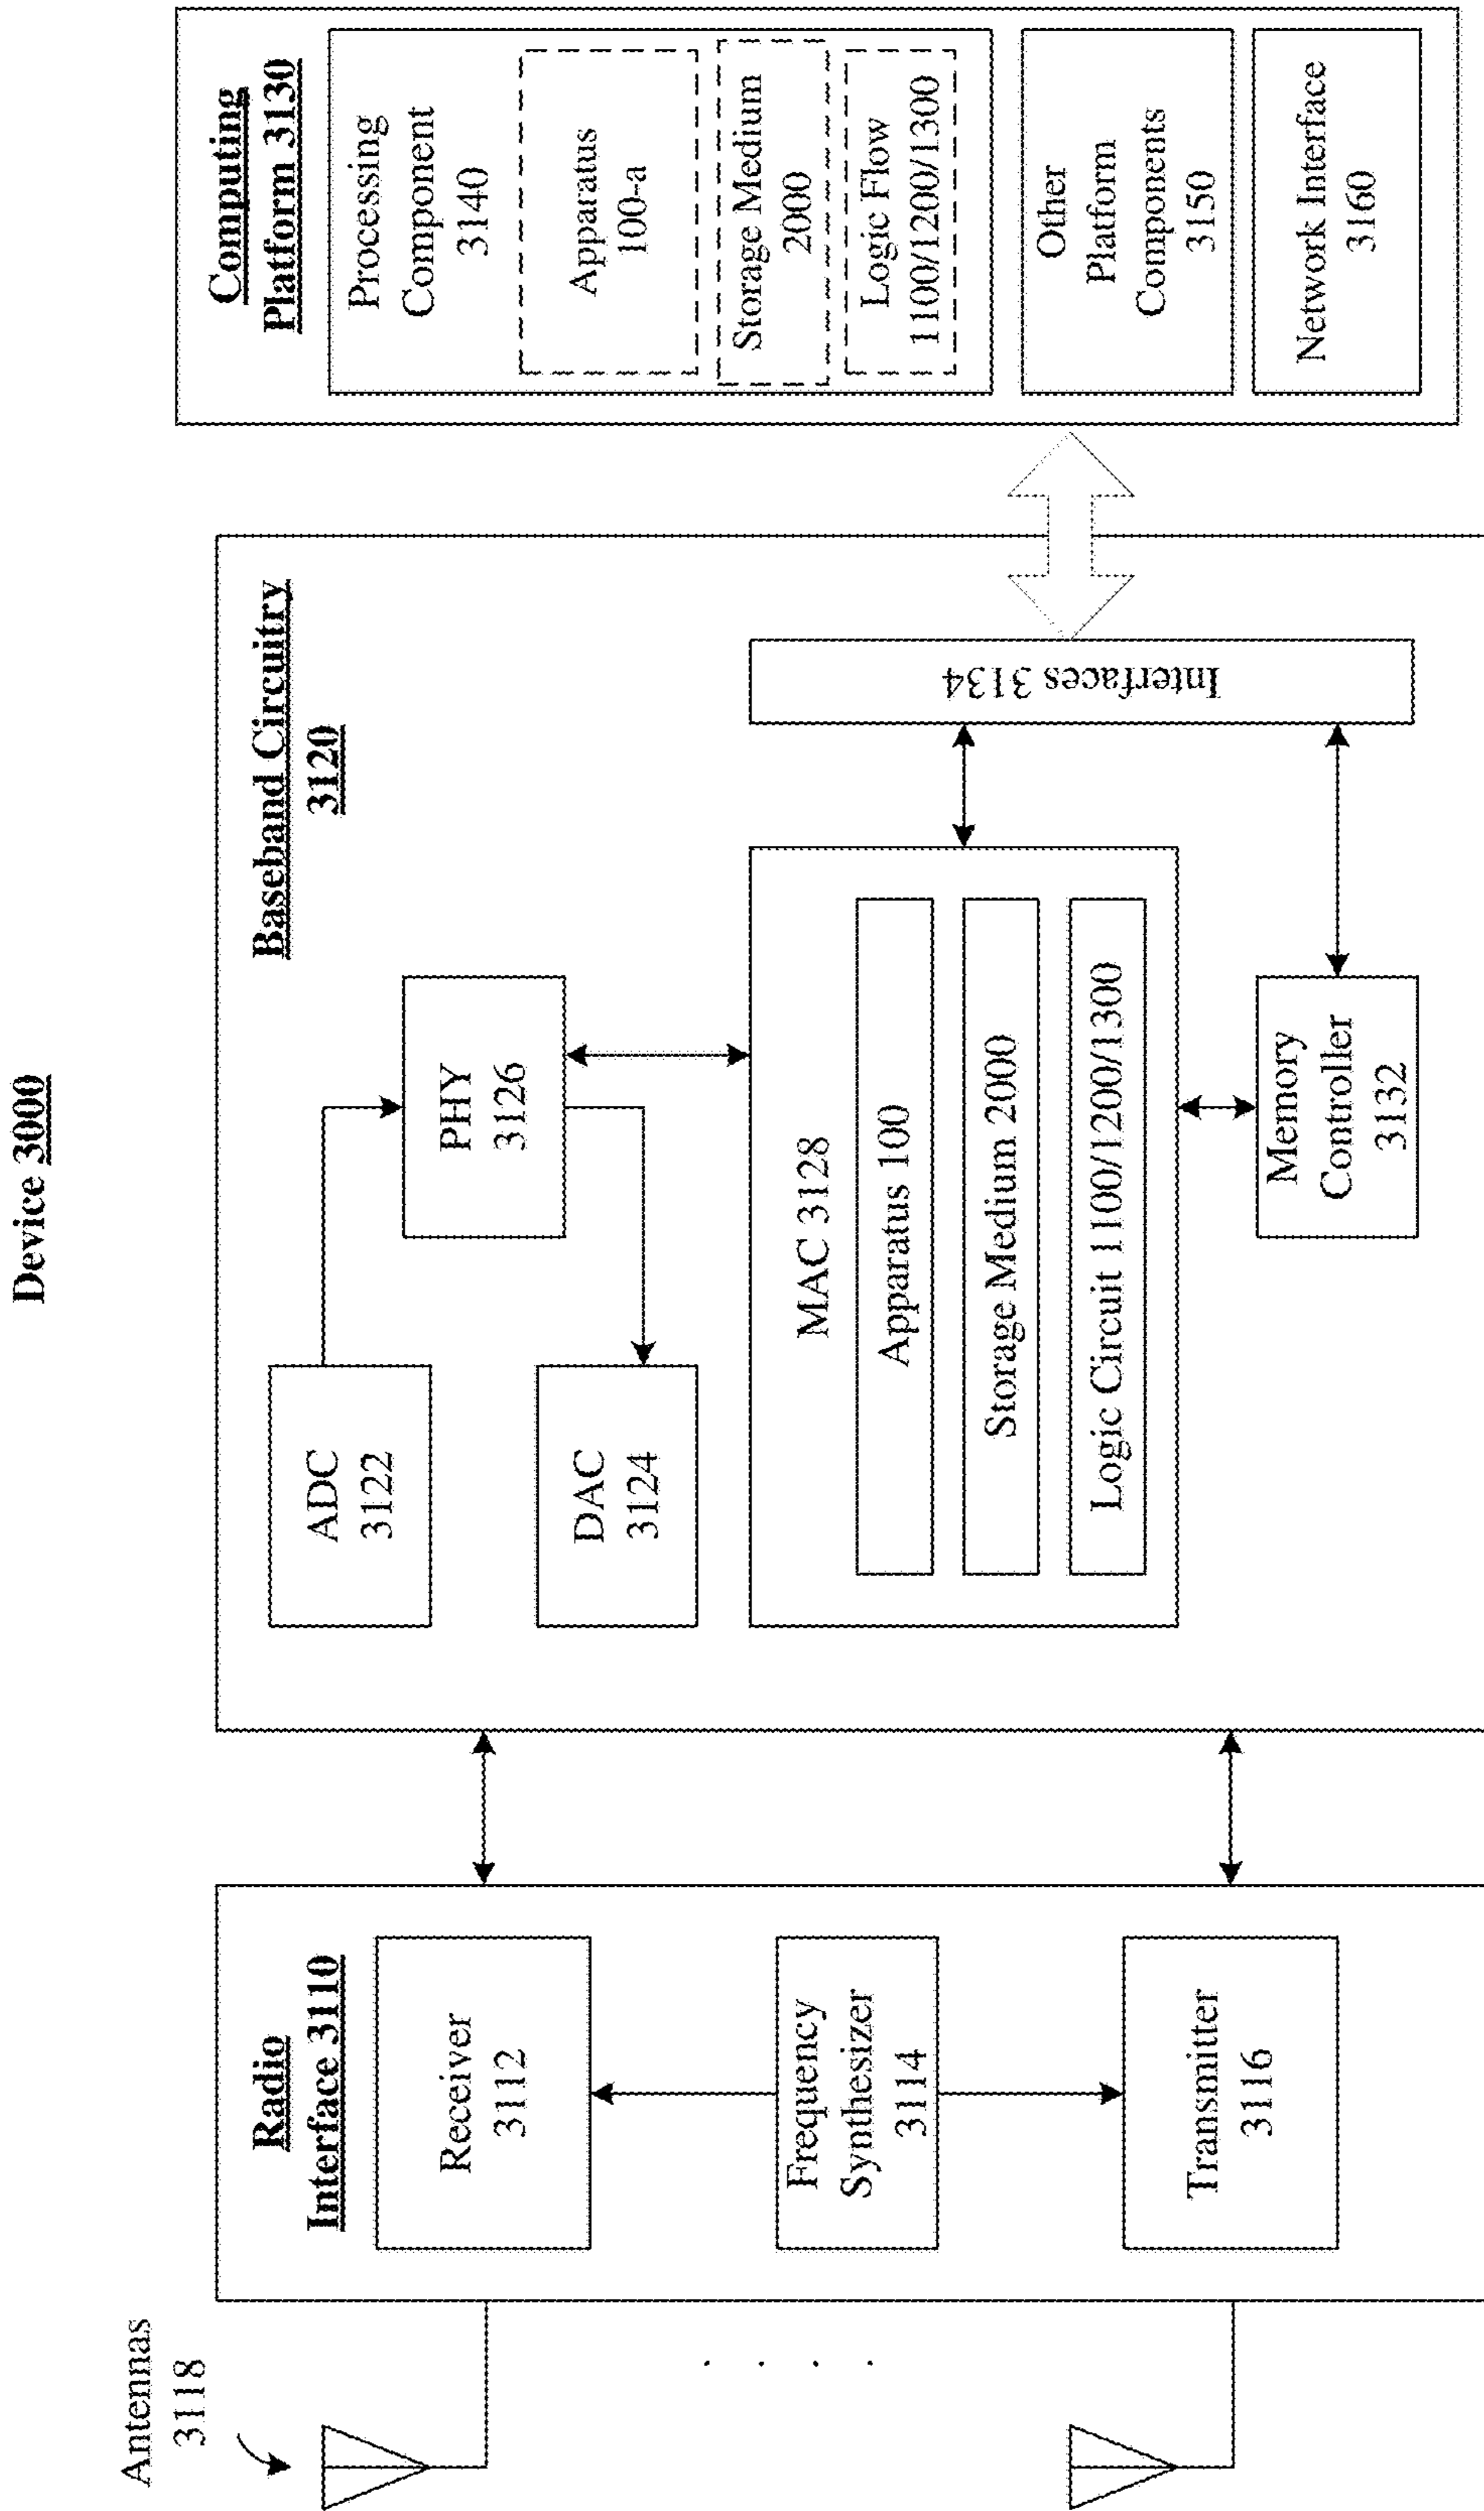 Device 3000
Antennas
3118
Radio
Interface 3110
Receiver
3112
Frequency
Synthesizer
3114
Transmitter
3116
Baseband Circuitry
3120
ADC
3122
PHY
3126
DAC
3124
MAC 3128
Apparatus 100
Storage Medium 2000
Logic Circuit 1100/1200/1300
Memory
Controller
3132
Interfaces 3134
Computing
Platform 3130
Processing
Component
3140
Apparatus
100-a
Storage Medium
2000
Logic Flow
1100/1200/1300
Other
Platform
Components
3150
Network Interface
3160